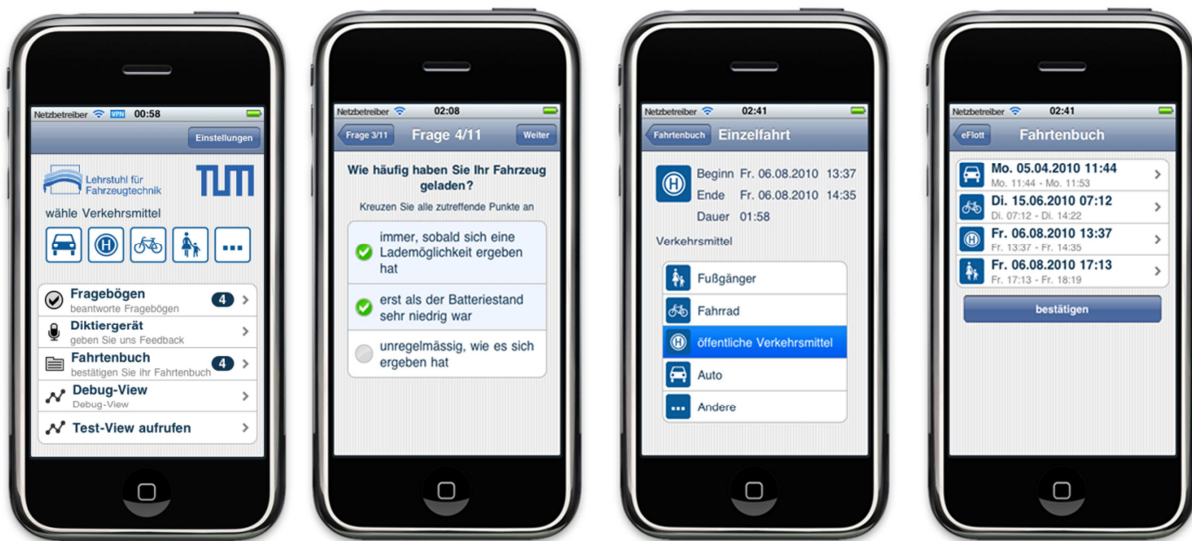 Netzbetreiber VPN 00:58
Einstellungen
Lehrstuhl für
Fahrzeugtechnik
TUM
wähle Verkehrsmittel
H
...
Fragebögen
beantworte Fragebögen
4
Diktiergerät
geben Sie uns Feedback
Fahrtenbuch
bestätigen Sie ihr Fahrtenbuch
4
Debug-View
Debug-View
Test-View aufrufen
Netzbetreiber 02:08
Frage 3/11 Frage 4/11 Weiter
Wie häufig haben Sie Ihr Fahrzeug
geladen?
Kreuzen Sie alle zutreffende Punkte an
immer, sobald sich eine
Lademöglichkeit ergeben
hat
erst als der Batteriestand
sehr niedrig war
unregelmässig, wie es sich
ergeben hat
Netzbetreiber 02:41
Fahrtenbuch Einzelfahrt
H
Beginn Fr. 06.08.2010 13:37
Ende Fr. 06.08.2010 14:35
Dauer 01:58
Verkehrsmittel
Fußgänger
Fahrrad
H öffentliche Verkehrsmittel
Auto
... Andere
Netzbetreiber 02:41
eFlott Fahrtenbuch
Mo. 05.04.2010 11:44
Mo. 11:44 - Mo. 11:53
Di. 15.06.2010 07:12
Di. 07:12 - Di. 14:22
H
Fr. 06.08.2010 13:37
Fr. 13:37 - Fr. 14:35
Fr. 06.08.2010 17:13
Fr. 17:13 - Fr. 18:19
bestätigen